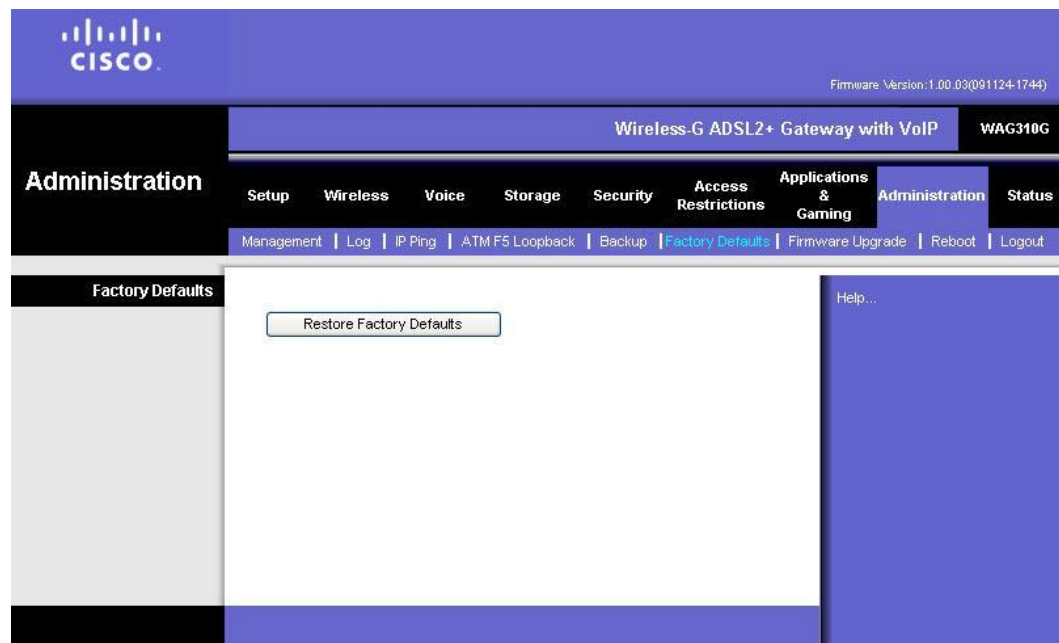 CISCO.
Firmware Version:1.00.03(091124-1744)
Wireless-G ADSL2+ Gateway with VoIP WAG310G
Administration
Setup Wireless Voice Storage Security Access Restrictions Applications & Gaming Administration Status
Management | Log | IP Ping | ATM F5 Loopback | Backup | Factory Defaults | Firmware Upgrade | Reboot | Logout
Factory Defaults
Help...
Restore Factory Defaults